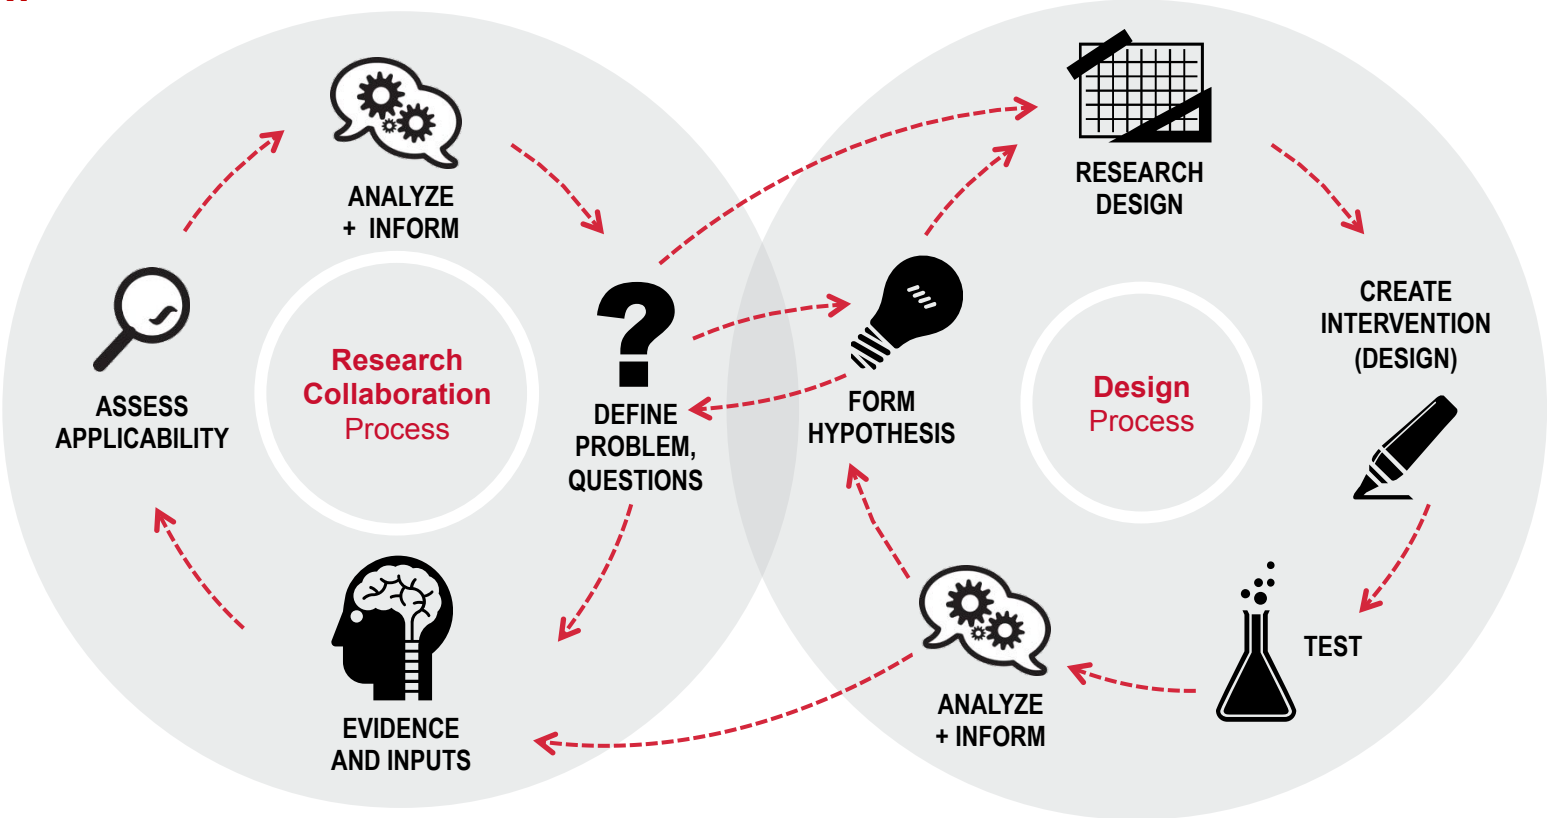 ANALYZE
+ INFORM
ASSESS
APPLICABILITY
Research
Collaboration
Process
DEFINE
PROBLEM,
QUESTIONS
EVIDENCE
AND INPUTS
RESEARCH
DESIGN
CREATE
INTERVENTION
(DESIGN)
FORM
HYPOTHESIS
Design
Process
TEST
ANALYZE
+ INFORM